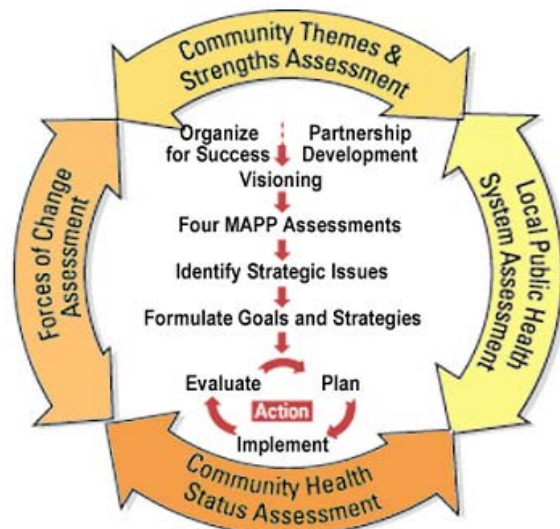 Community Themes &
Strengths Assessment
Organize
for Success
Partnership
Development
Visioning
Four MAPP Assessments
Identify Strategic Issues
Formulate Goals and Strategies
Evaluate
Plan
Action
Implement
Forces of Change
Assessment
Local Public Health
System Assessment
Community Health
Status Assessment